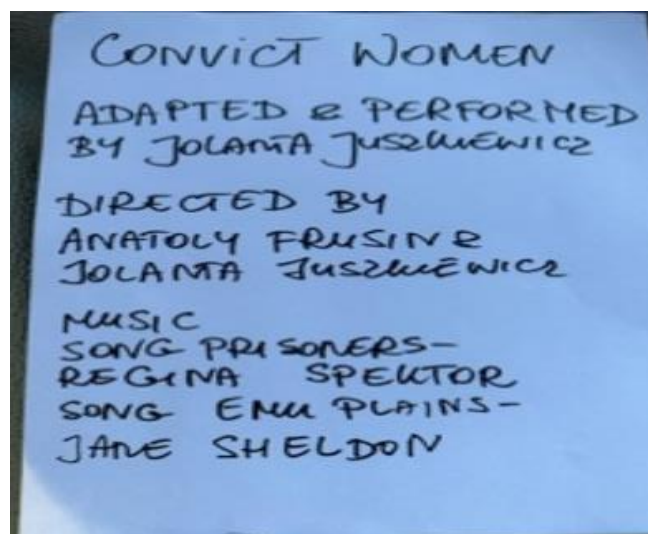 CONVICT WOMEN
ADAPTED & PERFORMED
BY JOLANTA JUSZKIEWICZ
DIRECTED BY
ANATOLY FRUSIN &
JOLANTA JUSZKIEWICZ
MUSIC
SONG PRISONERS-
REGINA SPEKTOR
SONG EMU PLAINS-
JANE SHELDON